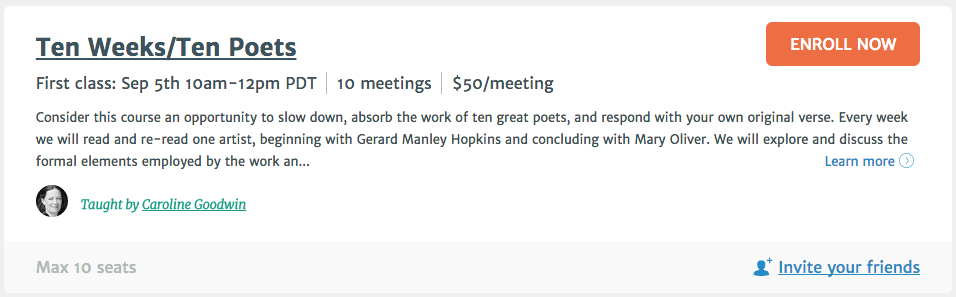 Ten Weeks/Ten Poets
ENROLL NOW
First class: Sep 5th 10am-12pm PDT | 10 meetings | $50/meeting
Consider this course an opportunity to slow down, absorb the work of ten great poets, and respond with your own original verse. Every week
we will read and re-read one artist, beginning with Gerard Manley Hopkins and concluding with Mary Oliver. We will explore and discuss the
formal elements employed by the work an...
Learn more
Taught by Caroline Goodwin
Max 10 seats
Invite your friends